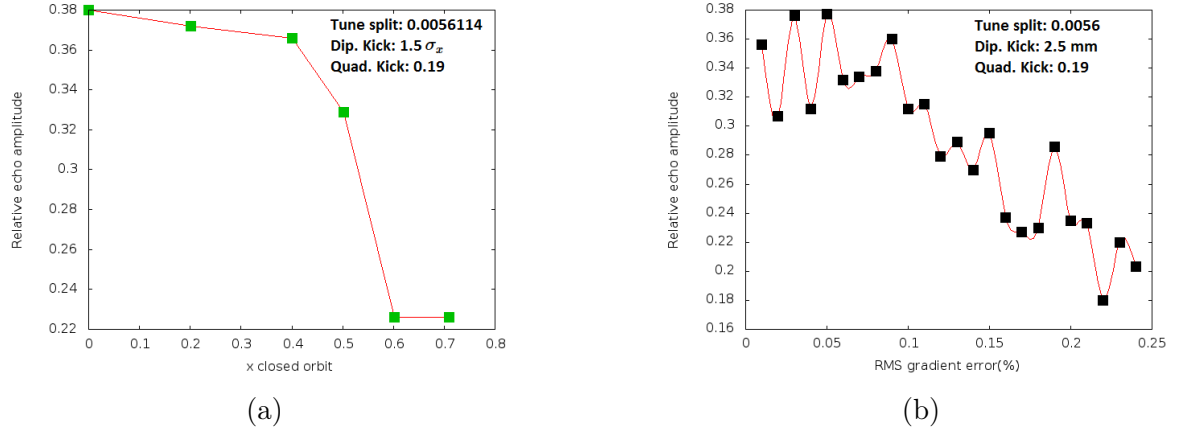 Tune split: 0.0056114
Dip. Kick: 1.5 σx
Quad. Kick: 0.19
Relative echo amplitude
0.38
0.36
0.34
0.32
0.3
0.28
0.26
0.24
0.22
0 0.1 0.2 0.3 0.4 0.5 0.6 0.7 0.8
x closed orbit
(a)
Tune split: 0.0056
Dip. Kick: 2.5 mm
Quad. Kick: 0.19
Relative echo amplitude
0.38
0.36
0.34
0.32
0.3
0.28
0.26
0.24
0.22
0.2
0.18
0.16
0 0.05 0.1 0.15 0.2 0.25
RMS gradient error(%)
(b)